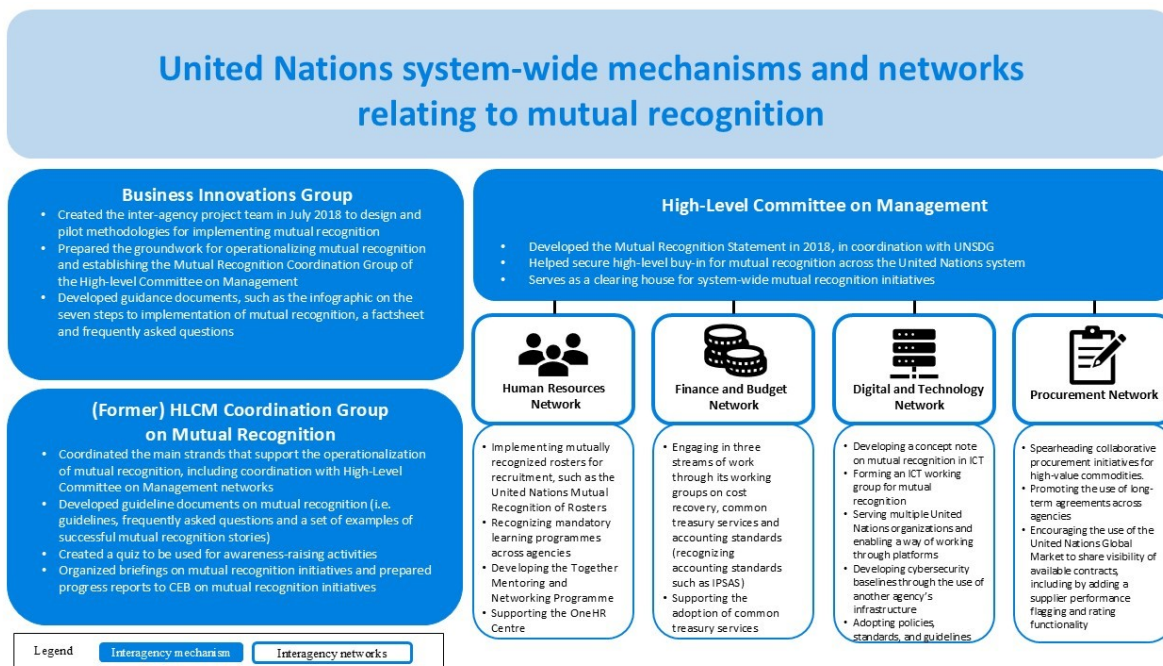 United Nations system-wide mechanisms and networks
relating to mutual recognition
Business Innovations Group
• Created the inter-agency project team in July 2018 to design and
pilot methodologies for implementing mutual recognition
• Prepared the groundwork for operationalizing mutual recognition
and establishing the Mutual Recognition Coordination Group of
the High-level Committee on Management
• Developed guidance documents, such as the infographic on the
seven steps to implementation of mutual recognition, a factsheet
and frequently asked questions
(Former) HLCM Coordination Group
on Mutual Recognition
• Coordinated the main strands that support the operationalization
of mutual recognition, including coordination with High-Level
Committee on Management networks
• Developed guideline documents on mutual recognition (i.e.
guidelines, frequently asked questions and a set of examples of
successful mutual recognition stories)
• Created a quiz to be used for awareness-raising activities
• Organized briefings on mutual recognition initiatives and prepared
progress reports to CEB on mutual recognition initiatives
High-Level Committee on Management
• Developed the Mutual Recognition Statement in 2018, in coordination with UNSDG
• Helped secure high-level buy-in for mutual recognition across the United Nations system
• Serves as a clearing house for system-wide mutual recognition initiatives
Human Resources
Network
• Implementing mutually
recognized rosters for
recruitment, such as the
United Nations Mutual
Recognition of Rosters
• Recognizing mandatory
learning programmes
across agencies
• Developing the Together
Mentoring and
Networking Programme
• Supporting the OneHR
Centre
Finance and Budget
Network
• Engaging in three
streams of work
through its working
groups on cost
recovery, common
treasury services and
accounting standards
(recognizing
accounting standards
such as IPSAS)
• Supporting the
adoption of common
treasury services
Digital and Technology
Network
• Developing a concept note
on mutual recognition in ICT
• Forming an ICT working
group for mutual
recognition
• Serving multiple United
Nations organizations and
enabling a way of working
through platforms
• Developing cybersecurity
baselines through the use of
another agency's
infrastructure
• Adopting policies,
standards, and guidelines
Procurement Network
• Spearheading collaborative
procurement initiatives for
high-value commodities.
• Promoting the use of long-
term agreements across
agencies
• Encouraging the use of the
United Nations Global
Market to share visibility of
available contracts,
including by adding a
supplier performance
flagging and rating
functionality
Legend
Interagency mechanism
Interagency networks